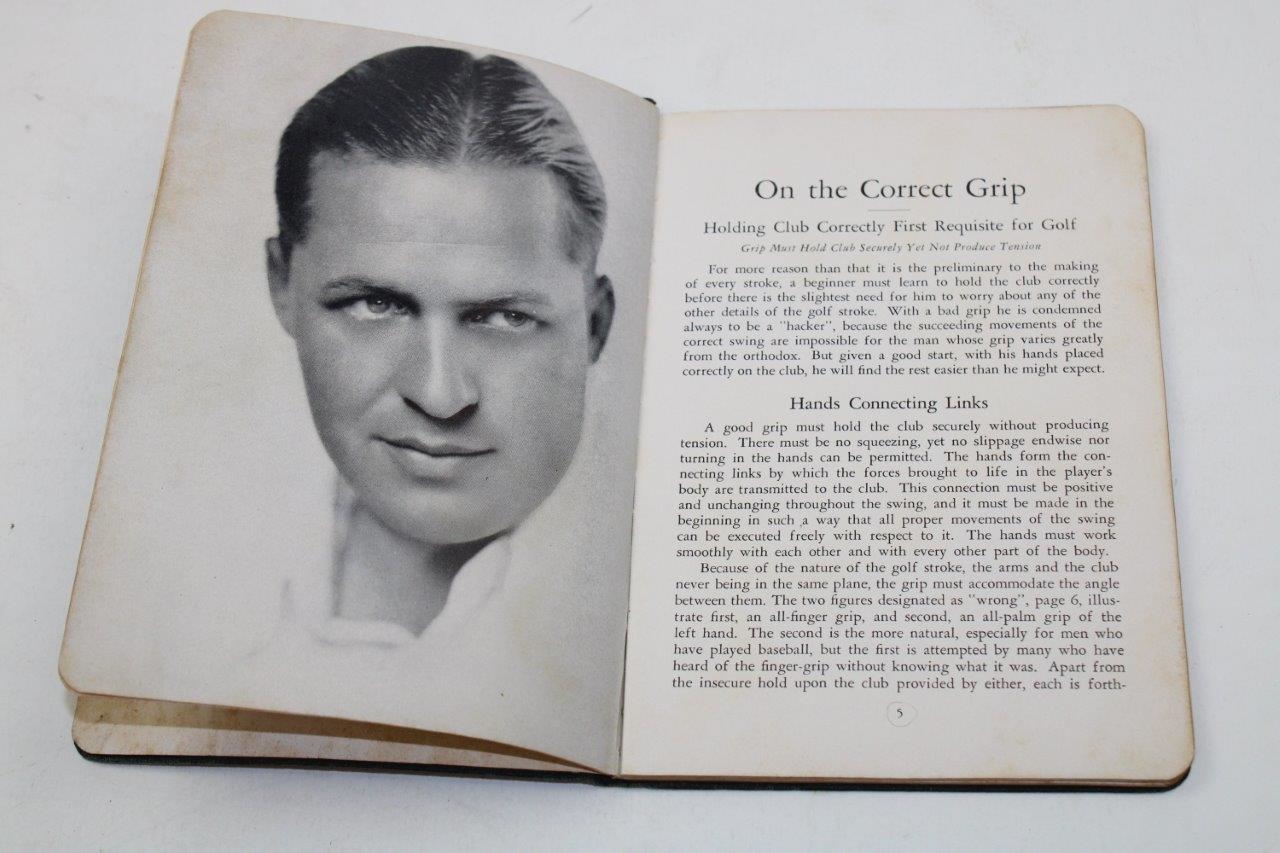 On the Correct Grip
Holding Club Correctly First Requisite for Golf
Grip Must Hold Club Securely Yet Not Produce Tension
For more reason than that it is the preliminary to the making
of every stroke, a beginner must learn to hold the club correctly
before there is the slightest need for him to worry about any of the
other details of the golf stroke. With a bad grip he is condemned
always to be a "hacker", because the succeeding movements of the
correct swing are impossible for the man whose grip varies greatly
from the orthodox. But given a good start, with his hands placed
correctly on the club, he will find the rest easier than he might expect.
Hands Connecting Links
A good grip must hold the club securely without producing
tension. There must be no squeezing, yet no slippage endwise nor
turning in the hands can be permitted. The hands form the con-
necting links by which the forces brought to life in the player's
body are transmitted to the club. This connection must be positive
and unchanging throughout the swing, and it must be made in the
beginning in such a way that all proper movements of the swing
can be executed freely with respect to it. The hands must work
smoothly with each other and with every other part of the body.
Because of the nature of the golf stroke, the arms and the club
never being in the same plane, the grip must accommodate the angle
between them. The two figures designated as "wrong", page 6, illus-
trate first, an all-finger grip, and second, an all-palm grip of the
left hand. The second is the more natural, especially for men who
have played baseball, but the first is attempted by many who have
heard of the finger-grip without knowing what it was. Apart from
the insecure hold upon the club provided by either, each is forth-
5